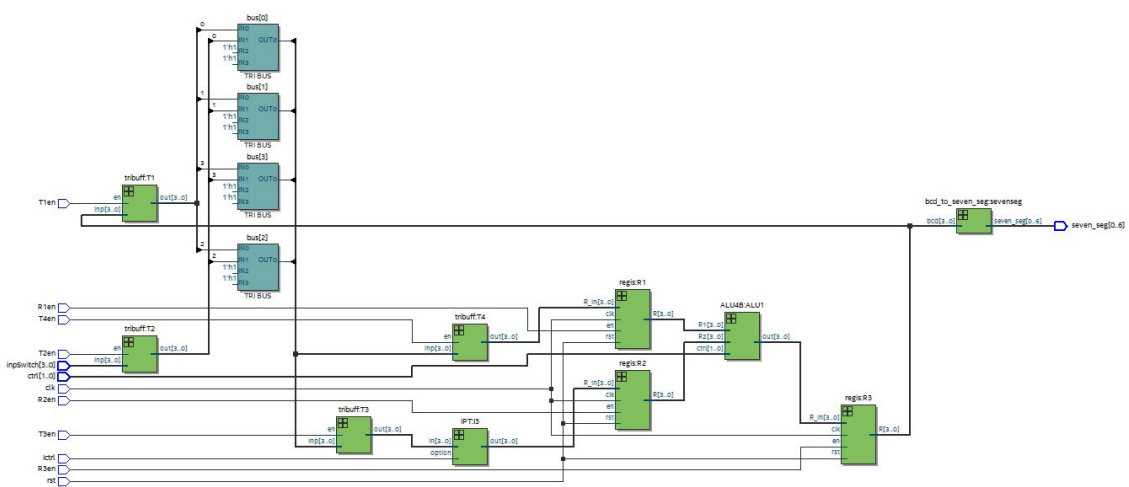 bus[0]
0
IN0
0
IN1 OUT0
1'h1
IN2
1'h1
IN3
TRI BUS
bus[1]
1
IN0
1
IN1 OUT0
1'h1
IN2
1'h1
IN3
TRI BUS
bus[3]
3
IN0
3
IN1 OUT0
1'h1
IN2
1'h1
IN3
TRI BUS
bus[2]
2
IN0
2
IN1 OUT0
1'h1
IN2
1'h1
IN3
TRI BUS
tribuff:T1
T1en
en out[3..0]
inp[3..0]
bcd_to_seven_seg:sevenseg
bcd[3..0] seven_seg[0..6]
seven_seg[0..6]
R1en
T4en
tribuff:T2
T2en
en out[3..0]
inpSwitch[3..0]
inp[3..0]
ctrl[1..0]
clk
R2en
T3en
Ictrl
R3en
rst
tribuff:T4
en out[3..0]
inp[3..0]
tribuff:T3
en out[3..0]
inp[3..0]
IPT:I3
in[3..0] out[3..0]
option
regis:R1
R_in[3..0]
clk R[3..0]
en
rst
regis:R2
R_in[3..0]
clk R[3..0]
en
rst
ALU4B:ALU1
R1[3..0]
R2[3..0] out[3..0]
ctrl[1..0]
regis:R3
R_in[3..0]
clk R[3..0]
en
rst